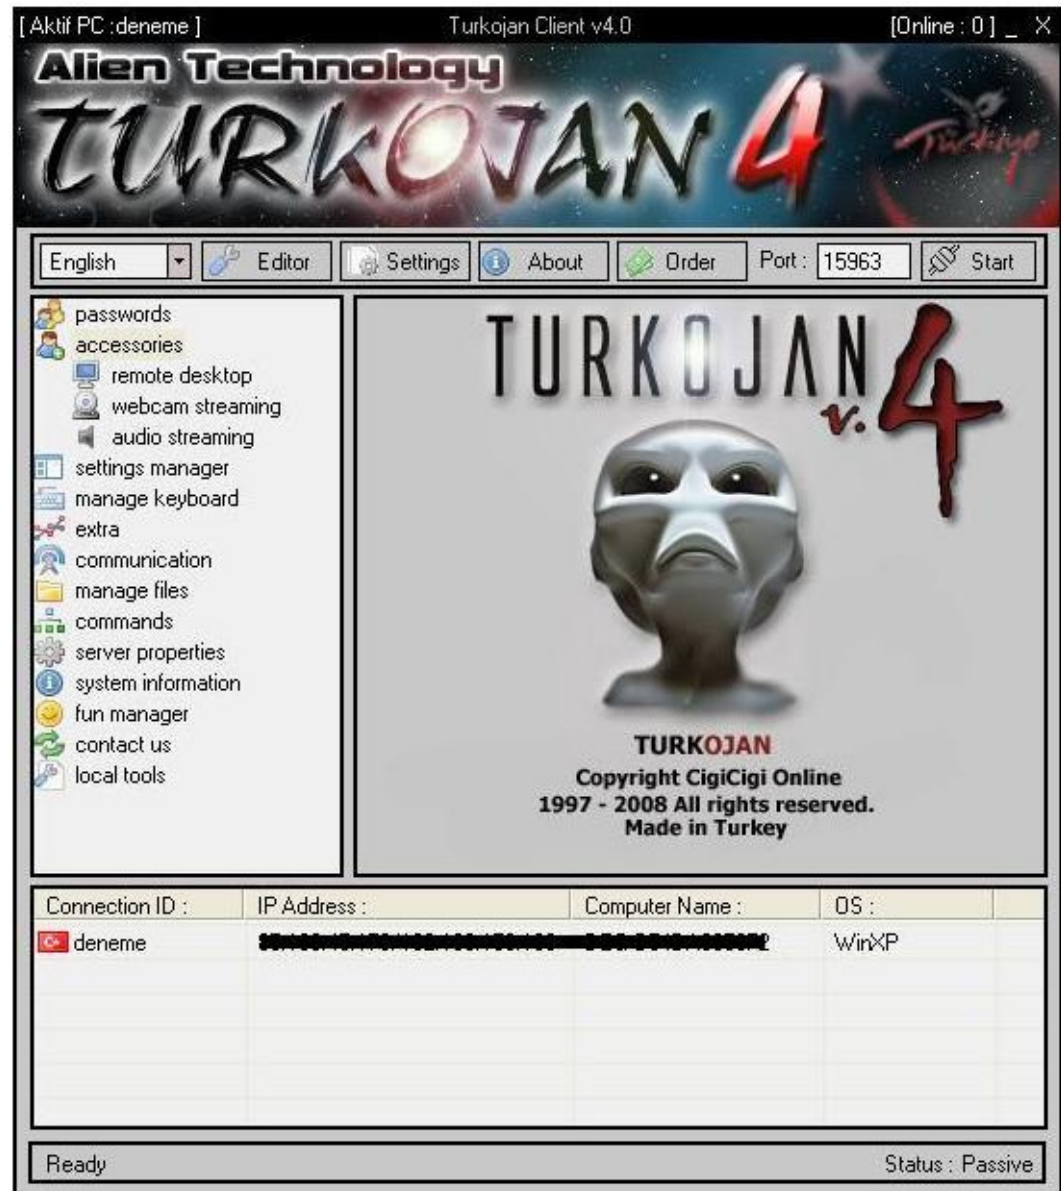 [ Aktif PC :deneme ] Turkojan Client v4.0 [Online : 0 ] _ X
Alien Technology
TURKOJAN 4
Türkiye
English Editor Settings About Order Port : 15963 Start
passwords
accessories
remote desktop
webcam streaming
audio streaming
settings manager
manage keyboard
extra
communication
manage files
commands
server properties
system information
fun manager
contact us
local tools
TURKOJAN
v.4
TURKOJAN
Copyright CigiCigi Online
1997 - 2008 All rights reserved.
Made in Turkey
Connection ID : IP Address : Computer Name : OS :
deneme WinXP
Ready Status : Passive